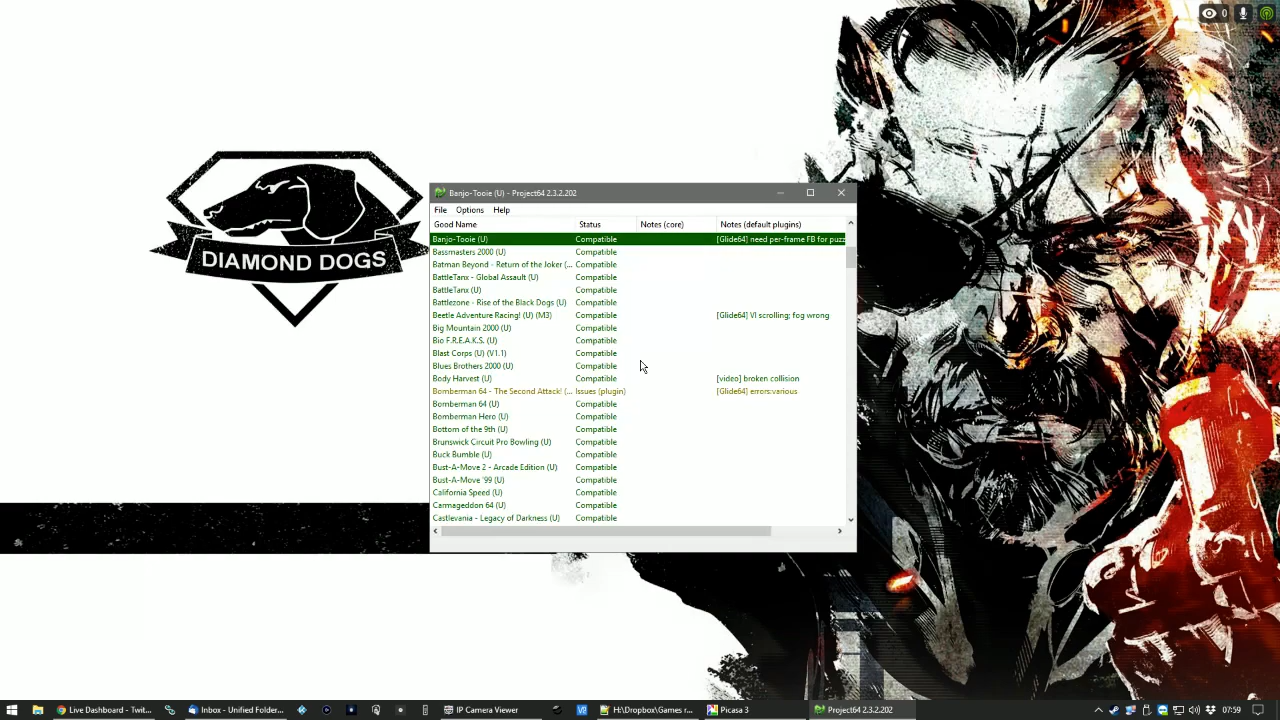 0
DIAMOND DOGS
Banjo-Tooie (U) - Project64 2.3.2.202
File Options Help
Good Name Status Notes (core) Notes (default plugins)
Banjo-Tooie (U) Compatible [Glide64] need per-frame FB for puzz
Bassmasters 2000 (U) Compatible
Batman Beyond - Return of the Joker (... Compatible
BattleTanx - Global Assault (U) Compatible
BattleTanx (U) Compatible
Battlezone - Rise of the Black Dogs (U) Compatible
Beetle Adventure Racing! (U) (M3) Compatible [Glide64] VI scrolling; fog wrong
Big Mountain 2000 (U) Compatible
Bio F.R.E.A.K.S. (U) Compatible
Blast Corps (U) (V1.1) Compatible
Blues Brothers 2000 (U) Compatible
Body Harvest (U) Compatible [video] broken collision
Bomberman 64 - The Second Attack! (... Issues (plugin) [Glide64] errors:various
Bomberman 64 (U) Compatible
Bomberman Hero (U) Compatible
Bottom of the 9th (U) Compatible
Brunswick Circuit Pro Bowling (U) Compatible
Buck Bumble (U) Compatible
Bust-A-Move 2 - Arcade Edition (U) Compatible
Bust-A-Move '99 (U) Compatible
California Speed (U) Compatible
Carmageddon 64 (U) Compatible
Castlevania - Legacy of Darkness (U) Compatible
Live Dashboard - Twit... Inbox - Unified Folder... IP Camera Viewer H:\Dropbox\Games r... Picasa 3 Project64 2.3.2.202 07:59